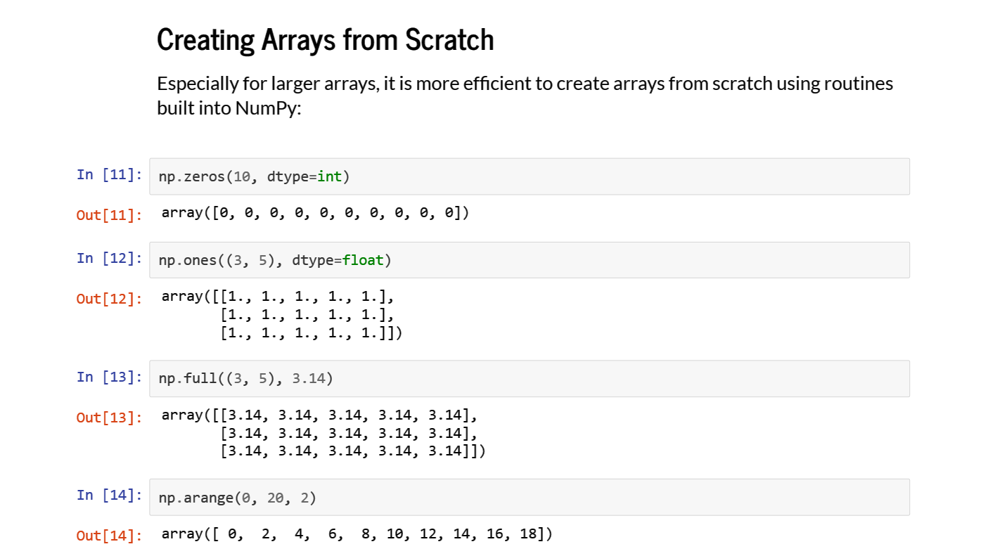 Creating Arrays from Scratch
Especially for larger arrays, it is more efficient to create arrays from scratch using routines
built into NumPy:
In [11]: np.zeros(10, dtype=int)
Out[11]: array([0, 0, 0, 0, 0, 0, 0, 0, 0, 0])
In [12]: np.ones((3, 5), dtype=float)
Out[12]: array([[1., 1., 1., 1., 1.],
       [1., 1., 1., 1., 1.],
       [1., 1., 1., 1., 1.]])
In [13]: np.full((3, 5), 3.14)
Out[13]: array([[3.14, 3.14, 3.14, 3.14, 3.14],
       [3.14, 3.14, 3.14, 3.14, 3.14],
       [3.14, 3.14, 3.14, 3.14, 3.14]])
In [14]: np.arange(0, 20, 2)
Out[14]: array([ 0,  2,  4,  6,  8, 10, 12, 14, 16, 18])